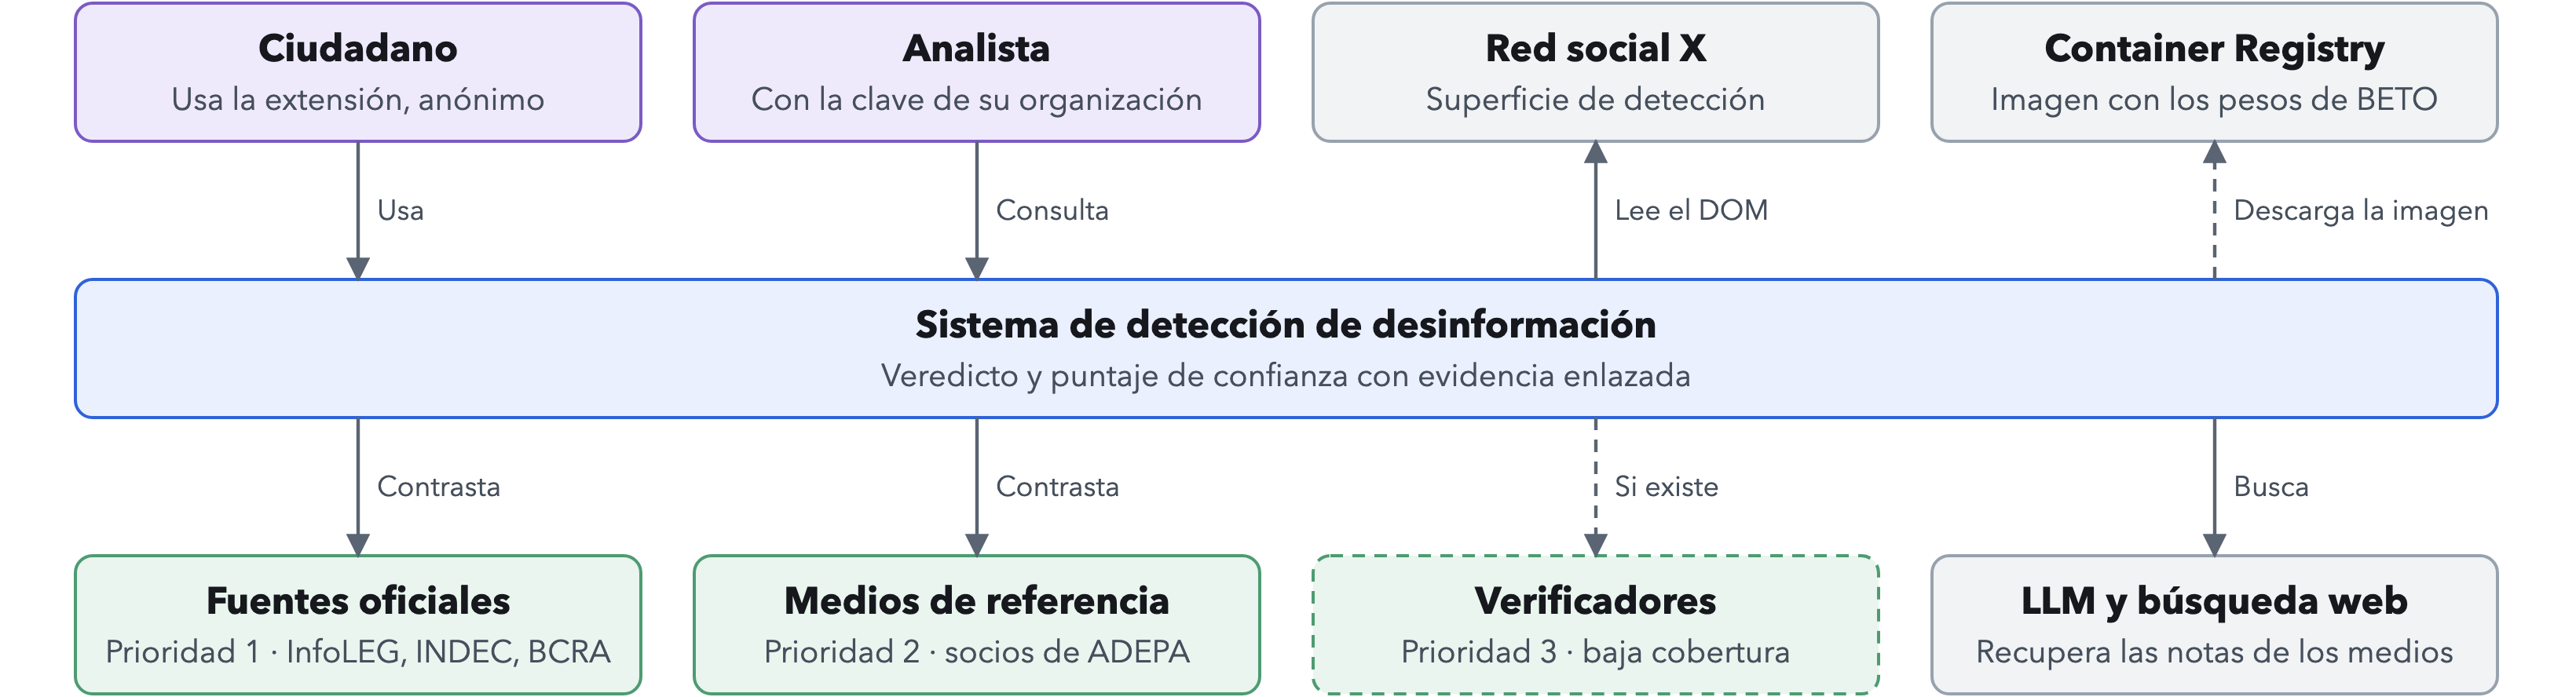 Ciudadano
Usa la extensión, anónimo
Analista
Con la clave de su organización
Red social X
Superficie de detección
Container Registry
Imagen con los pesos de BETO
Usa
Consulta
Lee el DOM
Descarga la imagen
Sistema de detección de desinformación
Veredicto y puntaje de confianza con evidencia enlazada
Contrasta
Contrasta
Si existe
Busca
Fuentes oficiales
Prioridad 1 · InfoLEG, INDEC, BCRA
Medios de referencia
Prioridad 2 · socios de ADEPA
Verificadores
Prioridad 3 · baja cobertura
LLM y búsqueda web
Recupera las notas de los medios